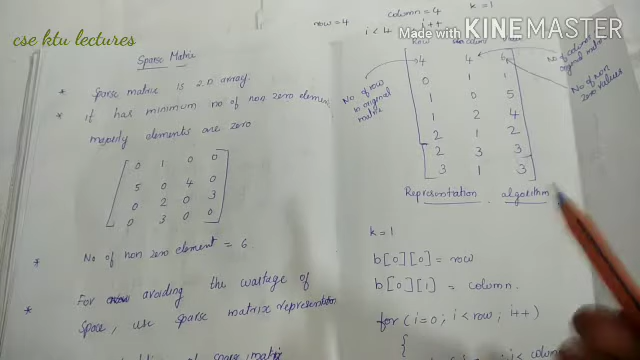 cse ktu lectures
Made with KINEMASTER
Sparse Matrix
* Sparse matrix is 2.D array.
* it has minimum no of non zero element
majority elements are zero
0 1 0 0
5 0 4 0
0 2 0 3
0 3 0 0
* No of non zero element = 6.
* For avoiding the wastage of
Space, use sparse matrix representation
row = 4 column = 4 k = 1
i < 4 i++
Row column
4 4 6
0 1 1
1 0 5
1 2 4
2 1 2
2 3 3
3 1 3
No of row
in original
matrix
No of column
original matrix
No of non
zero values
Representation algorithm
k = 1
b[0][0] = row
b[0][1] = column.
for (i=0; i<row; i++)
{